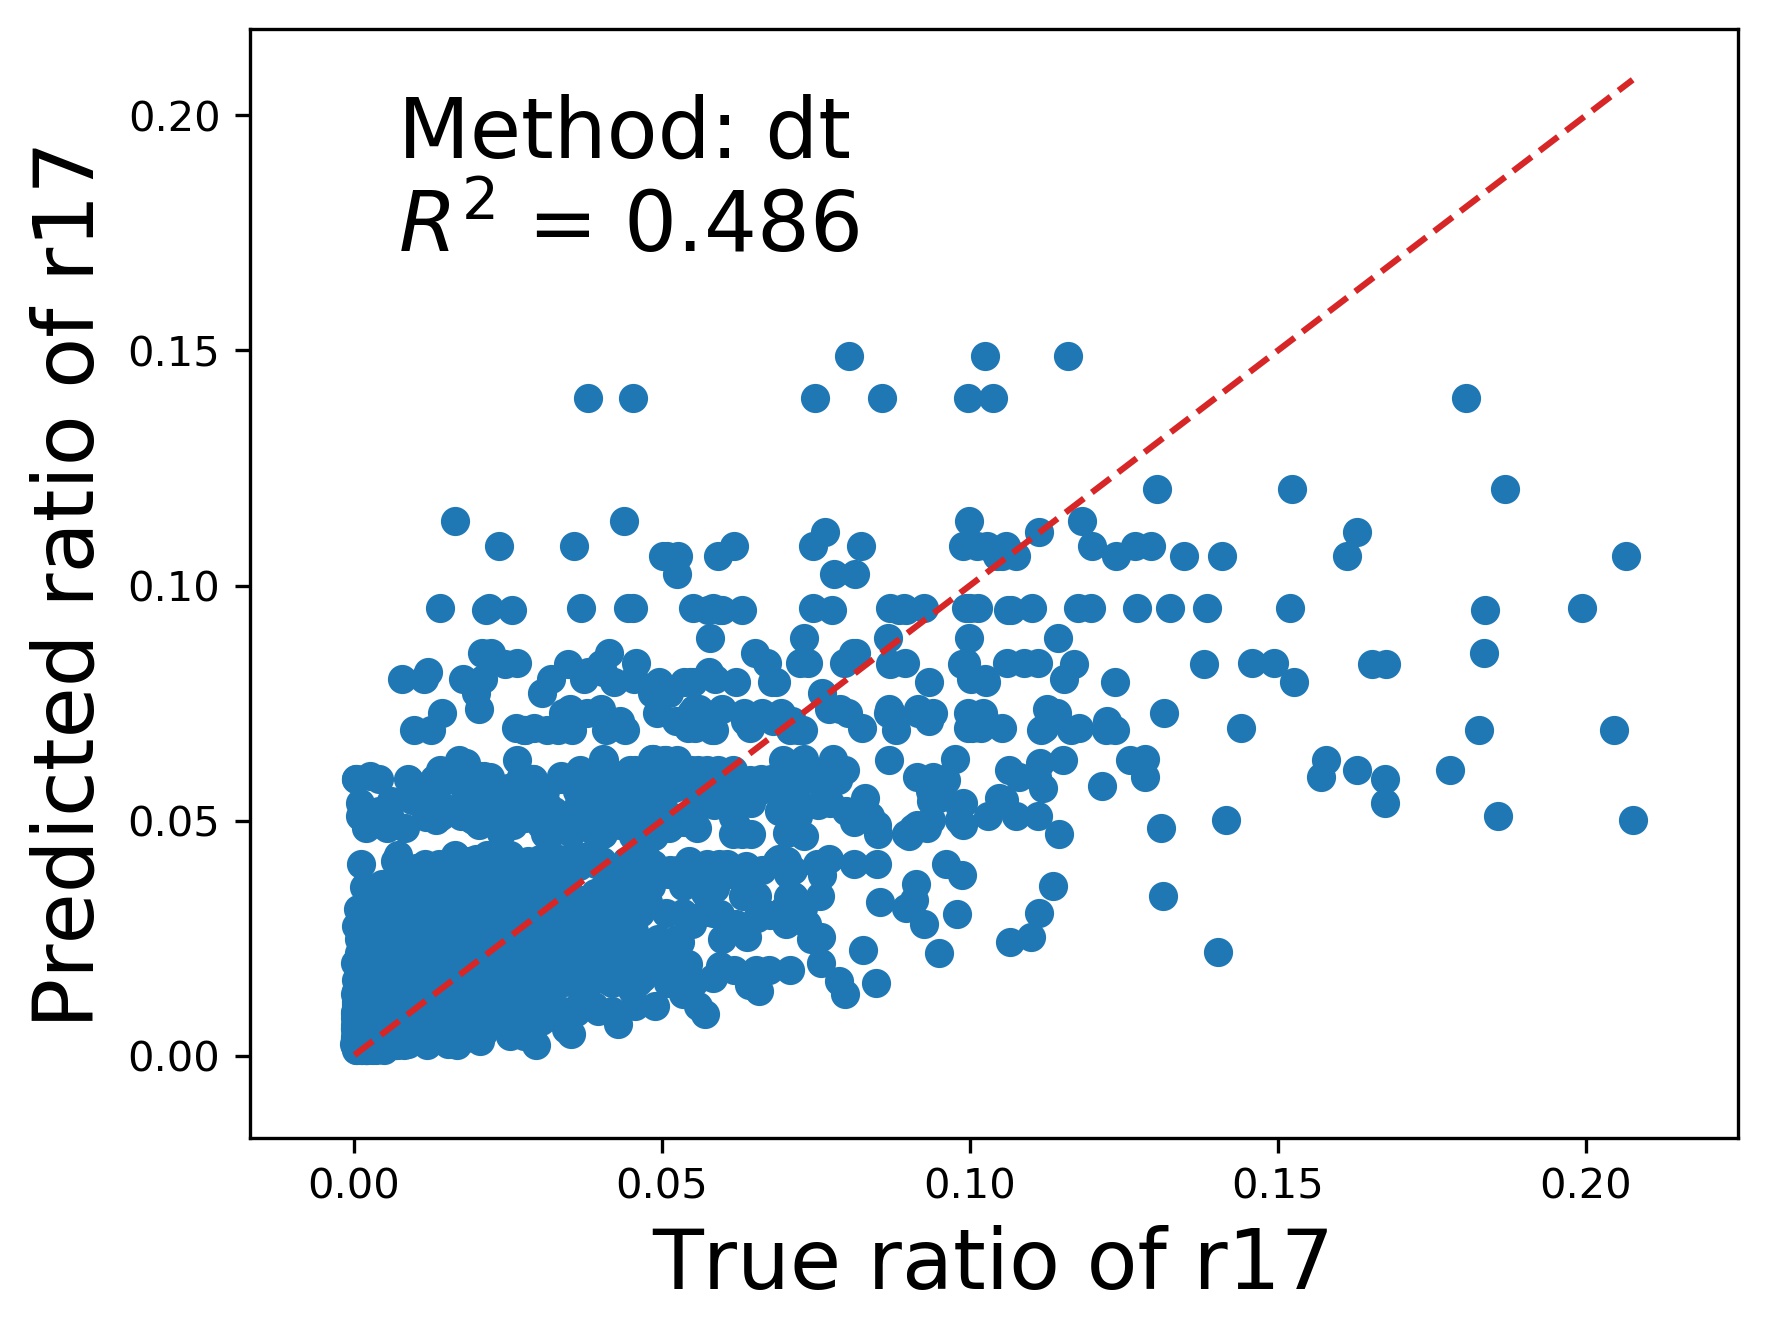 Method: dt
R² = 0.486
Predicted ratio of r17
0.20
0.15
0.10
0.05
0.00
0.00 0.05 0.10 0.15 0.20
True ratio of r17